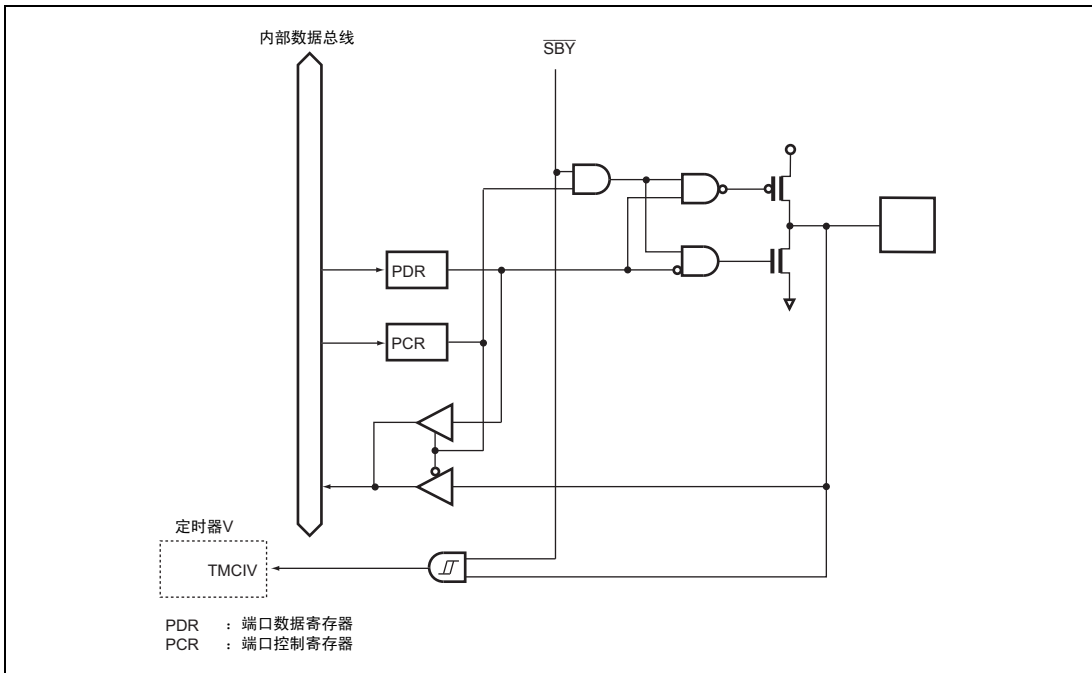 内部数据总线
SBY
PDR
PCR
定时器V
TMCIV
PDR ：端口数据寄存器
PCR ：端口控制寄存器